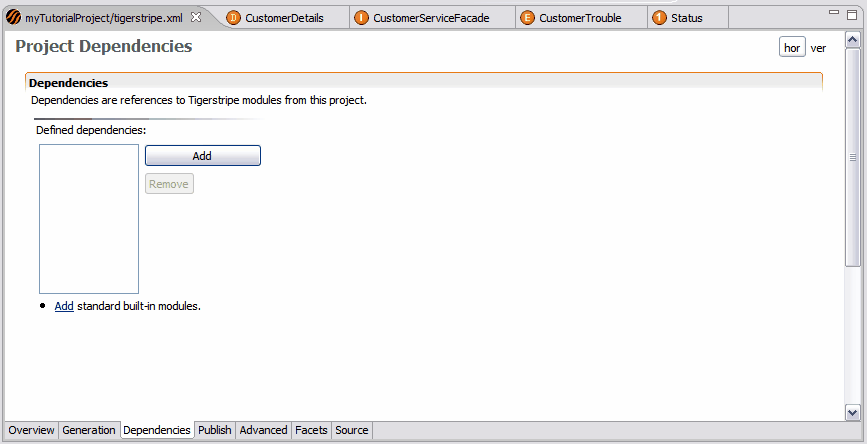 myTutorialProject/tigerstripe.xml D CustomerDetails I CustomerServiceFacade E CustomerTrouble 1 Status
Project Dependencies hor ver
Dependencies
Dependencies are references to Tigerstripe modules from this project.
Defined dependencies:
Add
Remove
• Add standard built-in modules.
Overview Generation Dependencies Publish Advanced Facets Source